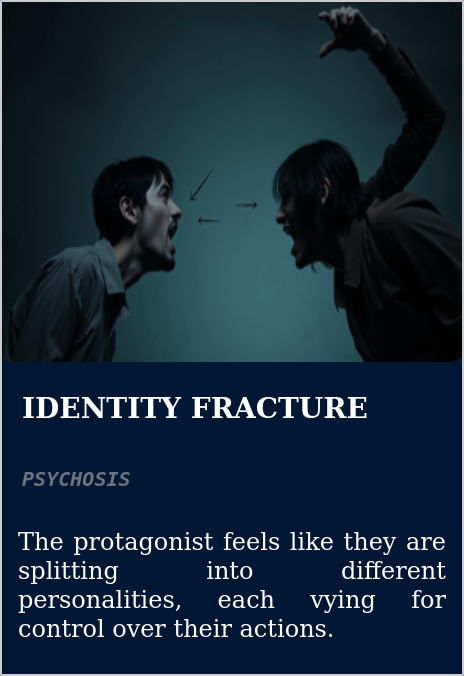 IDENTITY FRACTURE
PSYCHOSIS
The protagonist feels like they are
splitting into different
personalities, each vying for
control over their actions.